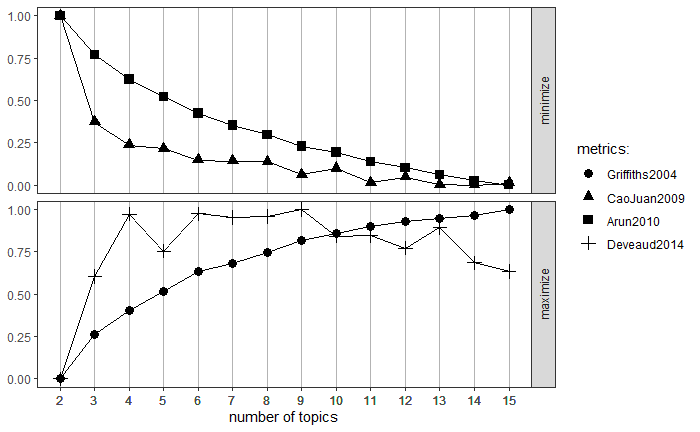 1.00
0.75
0.50
0.25
0.00
minimize
1.00
0.75
0.50
0.25
0.00
maximize
2 3 4 5 6 7 8 9 10 11 12 13 14 15
number of topics
metrics:
Griffiths2004
CaoJuan2009
Arun2010
Deveaud2014